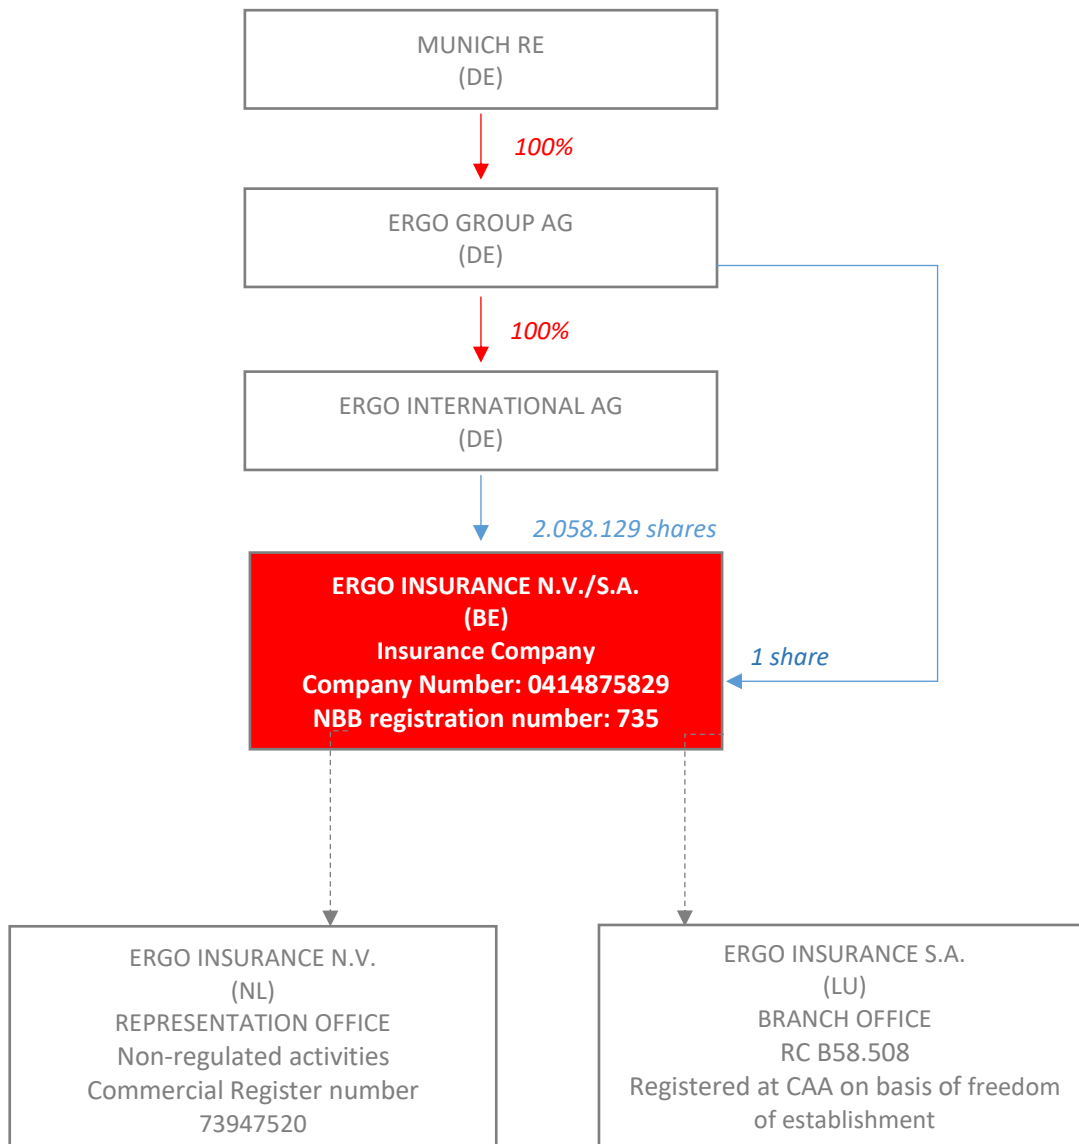 MUNICH RE
(DE)
100%
ERGO GROUP AG
(DE)
100%
ERGO INTERNATIONAL AG
(DE)
2.058.129 shares
ERGO INSURANCE N.V./S.A.
(BE)
Insurance Company
Company Number: 0414875829
NBB registration number: 735
1 share
ERGO INSURANCE N.V.
(NL)
REPRESENTATION OFFICE
Non-regulated activities
Commercial Register number
73947520
ERGO INSURANCE S.A.
(LU)
BRANCH OFFICE
RC B58.508
Registered at CAA on basis of freedom
of establishment